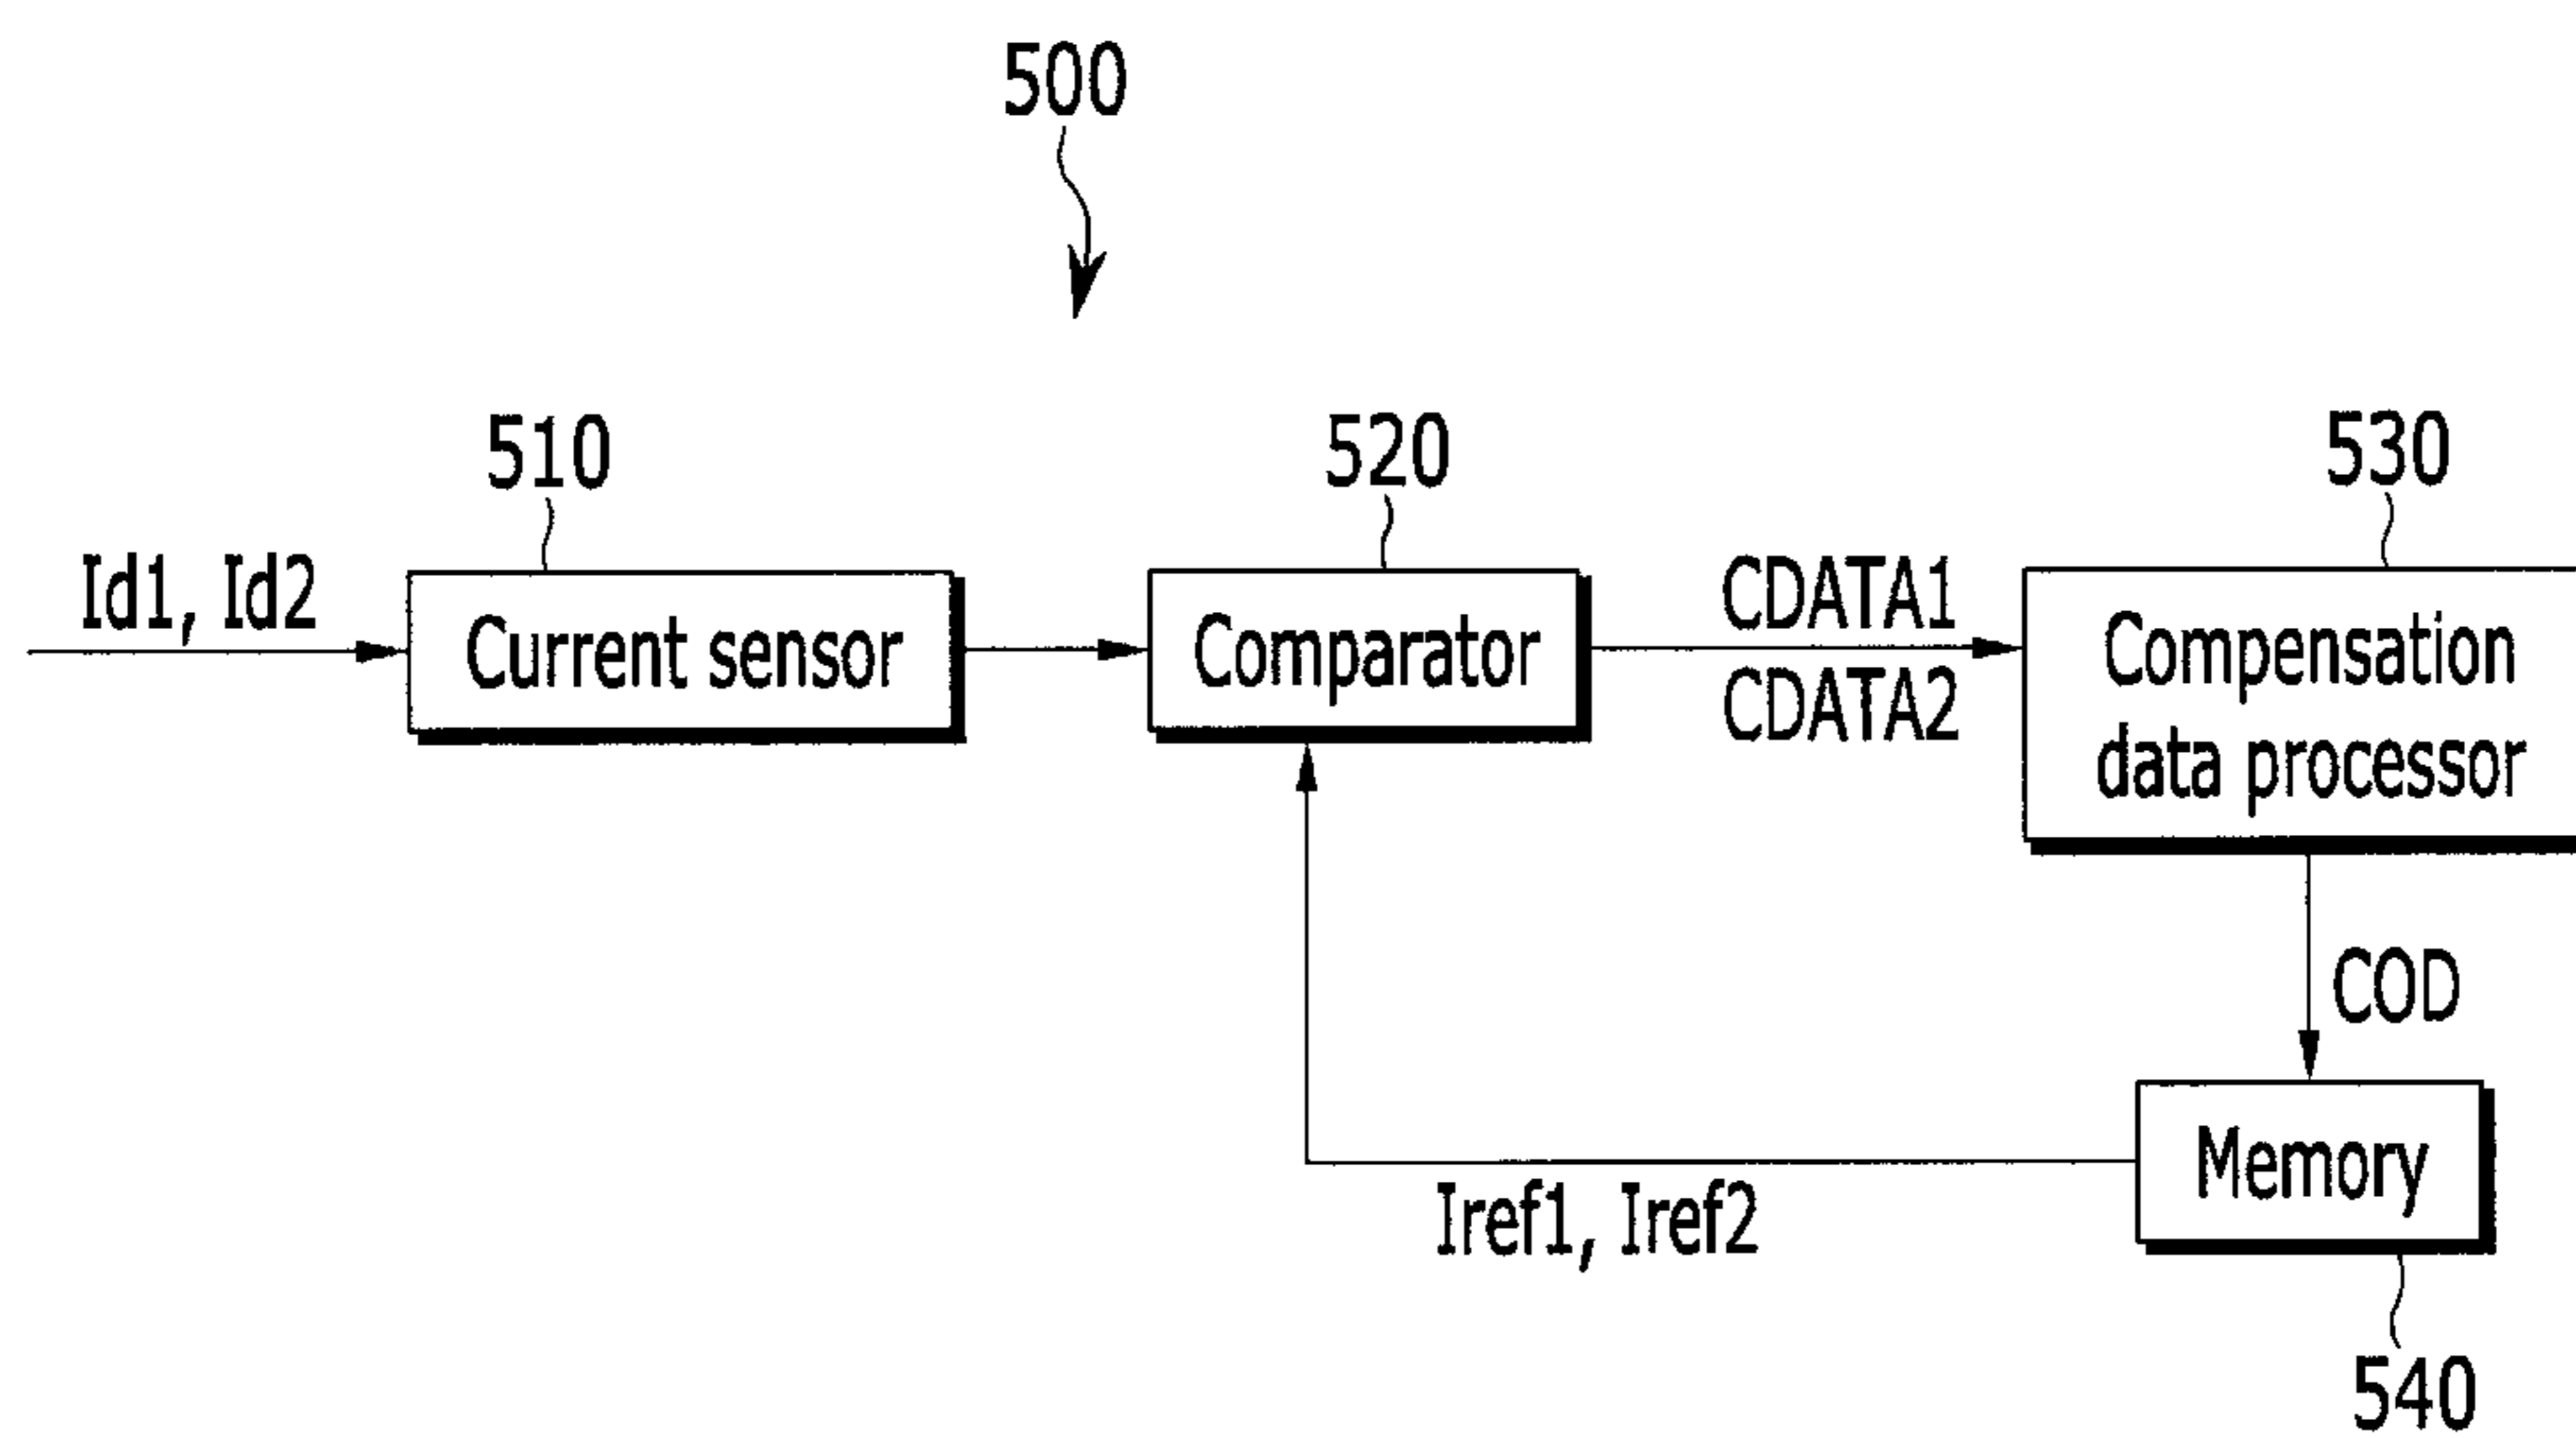 500
510
520
530
Id1, Id2
Current sensor
Comparator
CDATA1
CDATA2
Compensation
data processor
COD
Memory
Iref1, Iref2
540